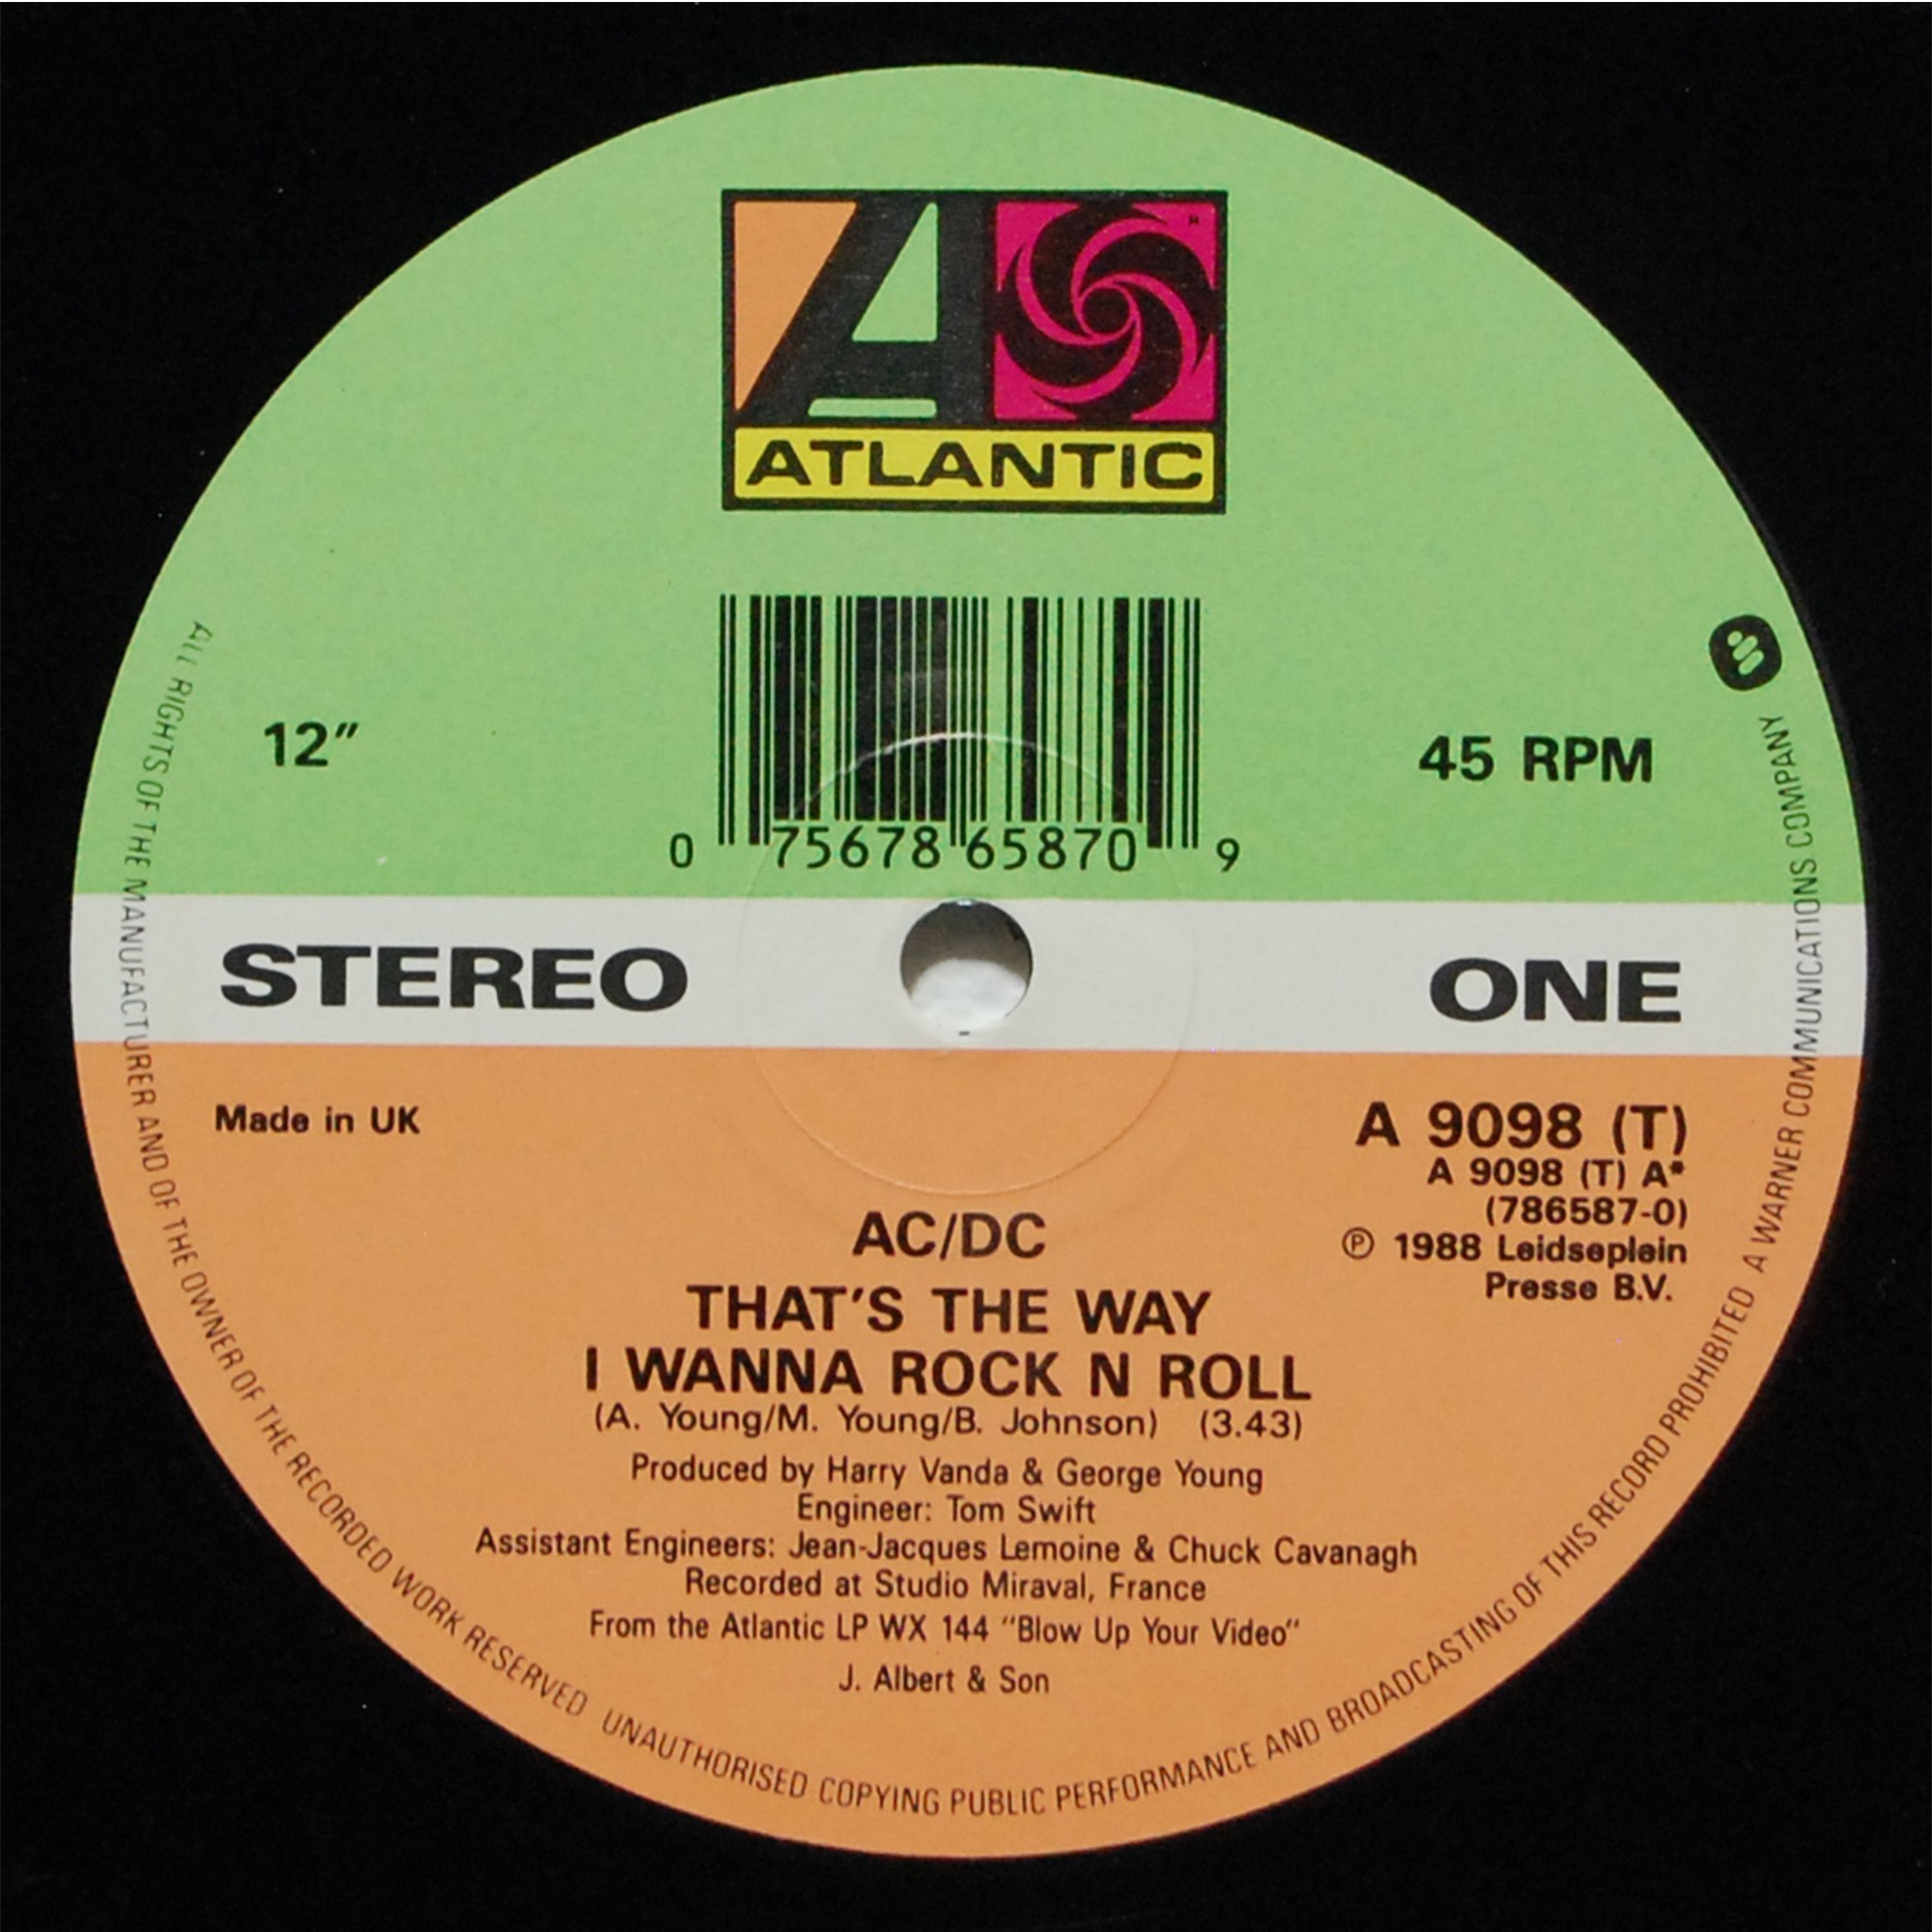 ATLANTIC
12″
45 RPM
0 75678 65870 9
STEREO
ONE
Made in UK
A 9098 (T)
A 9098 (T) A*
(786587-0)
℗ 1988 Leidseplein
Presse B.V.
AC/DC
THAT'S THE WAY
I WANNA ROCK N ROLL
(A. Young/M. Young/B. Johnson) (3.43)
Produced by Harry Vanda & George Young
Engineer: Tom Swift
Assistant Engineers: Jean-Jacques Lemoine & Chuck Cavanagh
Recorded at Studio Miraval, France
From the Atlantic LP WX 144 "Blow Up Your Video"
J. Albert & Son
ALL RIGHTS OF THE MANUFACTURER AND OF THE OWNER OF THE RECORDED WORK RESERVED UNAUTHORISED COPYING PUBLIC PERFORMANCE AND BROADCASTING OF THIS RECORD PROHIBITED A WARNER COMMUNICATIONS COMPANY